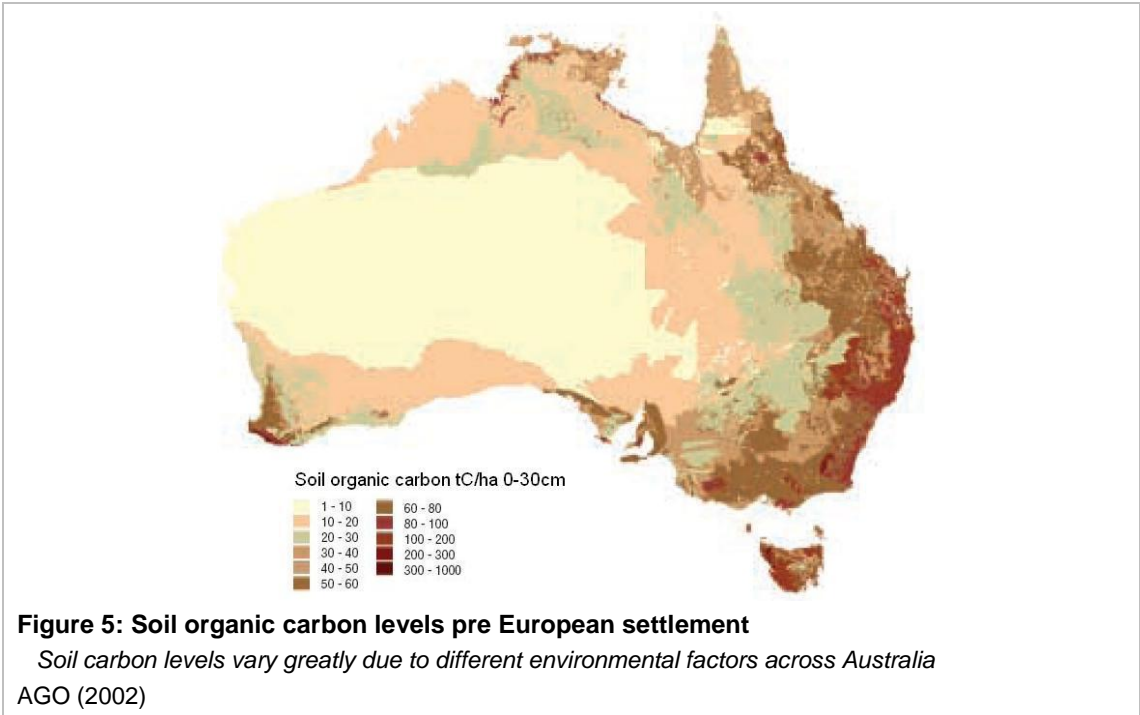 Soil organic carbon tC/ha 0-30cm
1 - 10
10 - 20
20 - 30
30 - 40
40 - 50
50 - 60
60 - 80
80 - 100
100 - 200
200 - 300
300 - 1000
Figure 5: Soil organic carbon levels pre European settlement
Soil carbon levels vary greatly due to different environmental factors across Australia
AGO (2002)